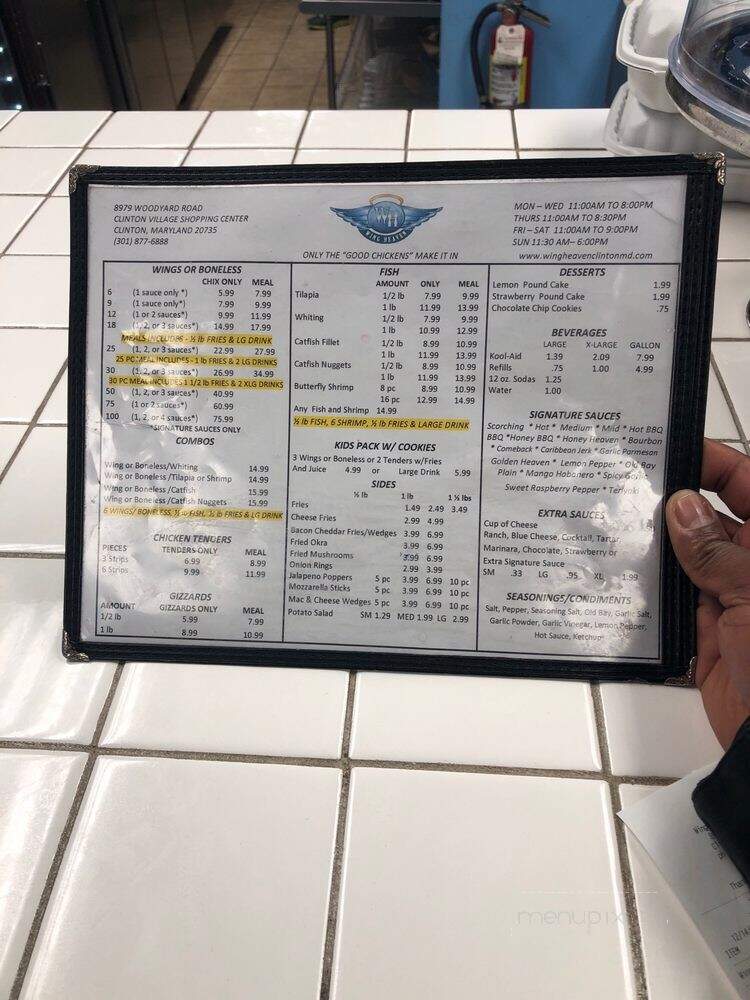 8979 WOODYARD ROAD
CLINTON VILLAGE SHOPPING CENTER
CLINTON, MARYLAND 20735
(301) 877-6888
WH
WING HEAVEN
ONLY THE "GOOD CHICKENS" MAKE IT IN
MON – WED 11:00AM TO 8:00PM
THURS 11:00AM TO 8:30PM
FRI – SAT 11:00AM TO 9:00PM
SUN 11:30 AM– 6:00PM
www.wingheavenclintonmd.com
WINGS OR BONELESS
CHIX ONLY MEAL
6 (1 sauce only*) 5.99 7.99
9 (1 sauce only*) 7.99 9.99
12 (1 or 2 sauces*) 9.99 11.99
18 (1, 2, or 3 sauces*) 14.99 17.99
MEALS INCLUDES - ½ lb FRIES & LG DRINK
25 (1, 2, or 3 sauces*) 22.99 27.99
25 PC MEAL INCLUDES - 1 lb FRIES & 2 LG DRINKS
30 (1, 2, or 3 sauces*) 26.99 34.99
30 PC MEAL INCLUDES 1 1/2 lb FRIES & 2 XLG DRINKS
50 (1, 2, or 3 sauces*) 40.99
75 (1 or 2 sauces*) 60.99
100 (1, 2, or 4 sauces*) 75.99
*SIGNATURE SAUCES ONLY
COMBOS
Wing or Boneless/Whiting 14.99
Wing or Boneless /Tilapia or Shrimp 14.99
Wing or Boneless /Catfish 15.99
Wing or Boneless /Catfish Nuggets 15.99
6 WINGS/ BONELESS, ½ lb FISH, ½ lb FRIES & LG DRINK
CHICKEN TENDERS
PIECES TENDERS ONLY MEAL
3 Strips 6.99 8.99
6 Strips 9.99 11.99
GIZZARDS
AMOUNT GIZZARDS ONLY MEAL
1/2 lb 5.99 7.99
1 lb 8.99 10.99
FISH
AMOUNT ONLY MEAL
Tilapia 1/2 lb 7.99 9.99
1 lb 11.99 13.99
Whiting 1/2 lb 7.99 9.99
1 lb 10.99 12.99
Catfish Fillet 1/2 lb 8.99 10.99
1 lb 11.99 13.99
Catfish Nuggets 1/2 lb 8.99 10.99
1 lb 11.99 13.99
Butterfly Shrimp 8 pc 8.99 10.99
16 pc 12.99 14.99
Any Fish and Shrimp 14.99
½ lb FISH, 6 SHRIMP, ½ lb FRIES & LARGE DRINK
KIDS PACK W/ COOKIES
3 Wings or Boneless or 2 Tenders w/Fries
And Juice 4.99 or Large Drink 5.99
SIDES
½ lb 1 lb 1 ½ lbs
Fries 1.49 2.49 3.49
Cheese Fries 2.99 4.99
Bacon Cheddar Fries/Wedges 3.99 6.99
Fried Okra 3.99 6.99
Fried Mushrooms 3.99 6.99
Onion Rings 2.99 3.99
Jalapeno Poppers 5 pc 3.99 6.99 10 pc
Mozzarella Sticks 5 pc 3.99 6.99 10 pc
Mac & Cheese Wedges 5 pc 3.99 6.99 10 pc
Potato Salad SM 1.29 MED 1.99 LG 2.99
DESSERTS
Lemon Pound Cake 1.99
Strawberry Pound Cake 1.99
Chocolate Chip Cookies .75
BEVERAGES
LARGE X-LARGE GALLON
Kool-Aid 1.39 2.09 7.99
Refills .75 1.00 4.99
12 oz. Sodas 1.25
Water 1.00
SIGNATURE SAUCES
Scorching * Hot * Medium * Mild * Hot BBQ
BBQ *Honey BBQ * Honey Heaven * Bourbon
* Comeback * Caribbean Jerk * Garlic Parmesan
Golden Heaven * Lemon Pepper * Old Bay
Plain * Mango Habanero * Spicy Garlic
Sweet Raspberry Pepper * Teriyaki
EXTRA SAUCES
Cup of Cheese
Ranch, Blue Cheese, Cocktail, Tartar,
Marinara, Chocolate, Strawberry or
Extra Signature Sauce
SM .33 LG .95 XL 1.99
SEASONINGS/CONDIMENTS
Salt, Pepper, Seasoning Salt, Old Bay, Garlic Salt,
Garlic Powder, Garlic Vinegar, Lemon Pepper,
Hot Sauce, Ketchup
menupix